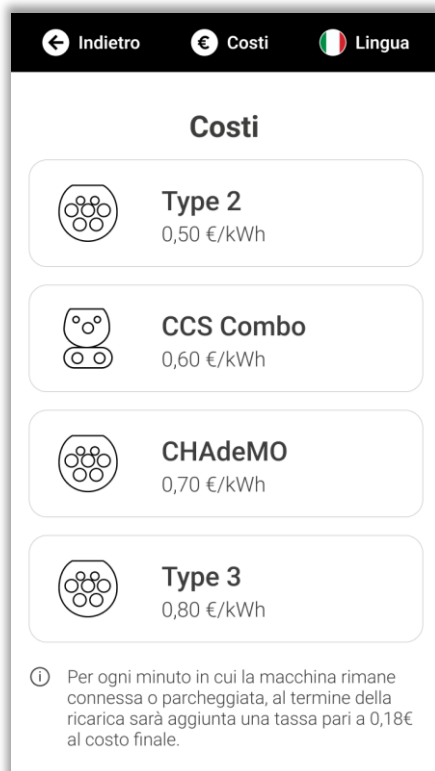 Indietro
€ Costi
Lingua
Costi
Type 2
0,50 €/kWh
CCS Combo
0,60 €/kWh
CHAdeMO
0,70 €/kWh
Type 3
0,80 €/kWh
Per ogni minuto in cui la macchina rimane
connessa o parcheggiata, al termine della
ricarica sarà aggiunta una tassa pari a 0,18€
al costo finale.